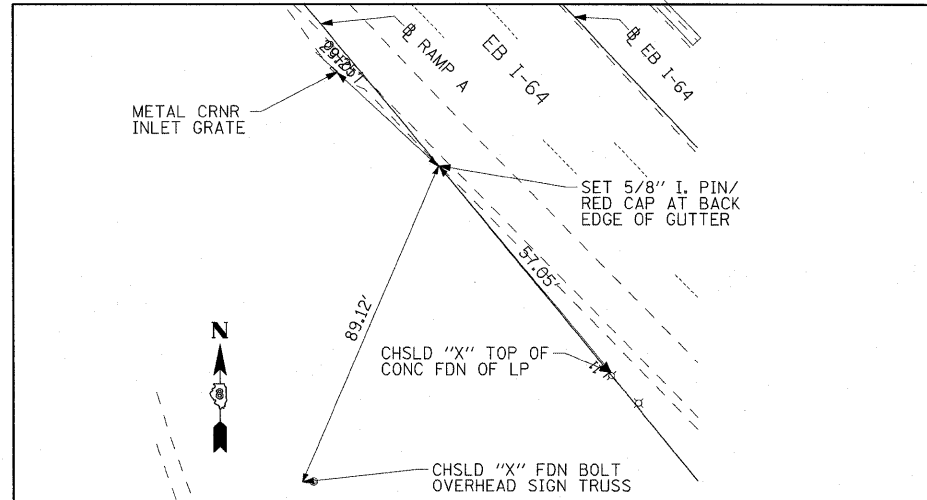 RAMP A
EB I-64
EB I-64
METAL CRNR
INLET GRATE
SET 5/8" I. PIN/
RED CAP AT BACK
EDGE OF GUTTER
57.05'
89.12'
N
8
CHSLD "X" TOP OF
CONC FDN OF LP
CHSLD "X" FDN BOLT
OVERHEAD SIGN TRUSS